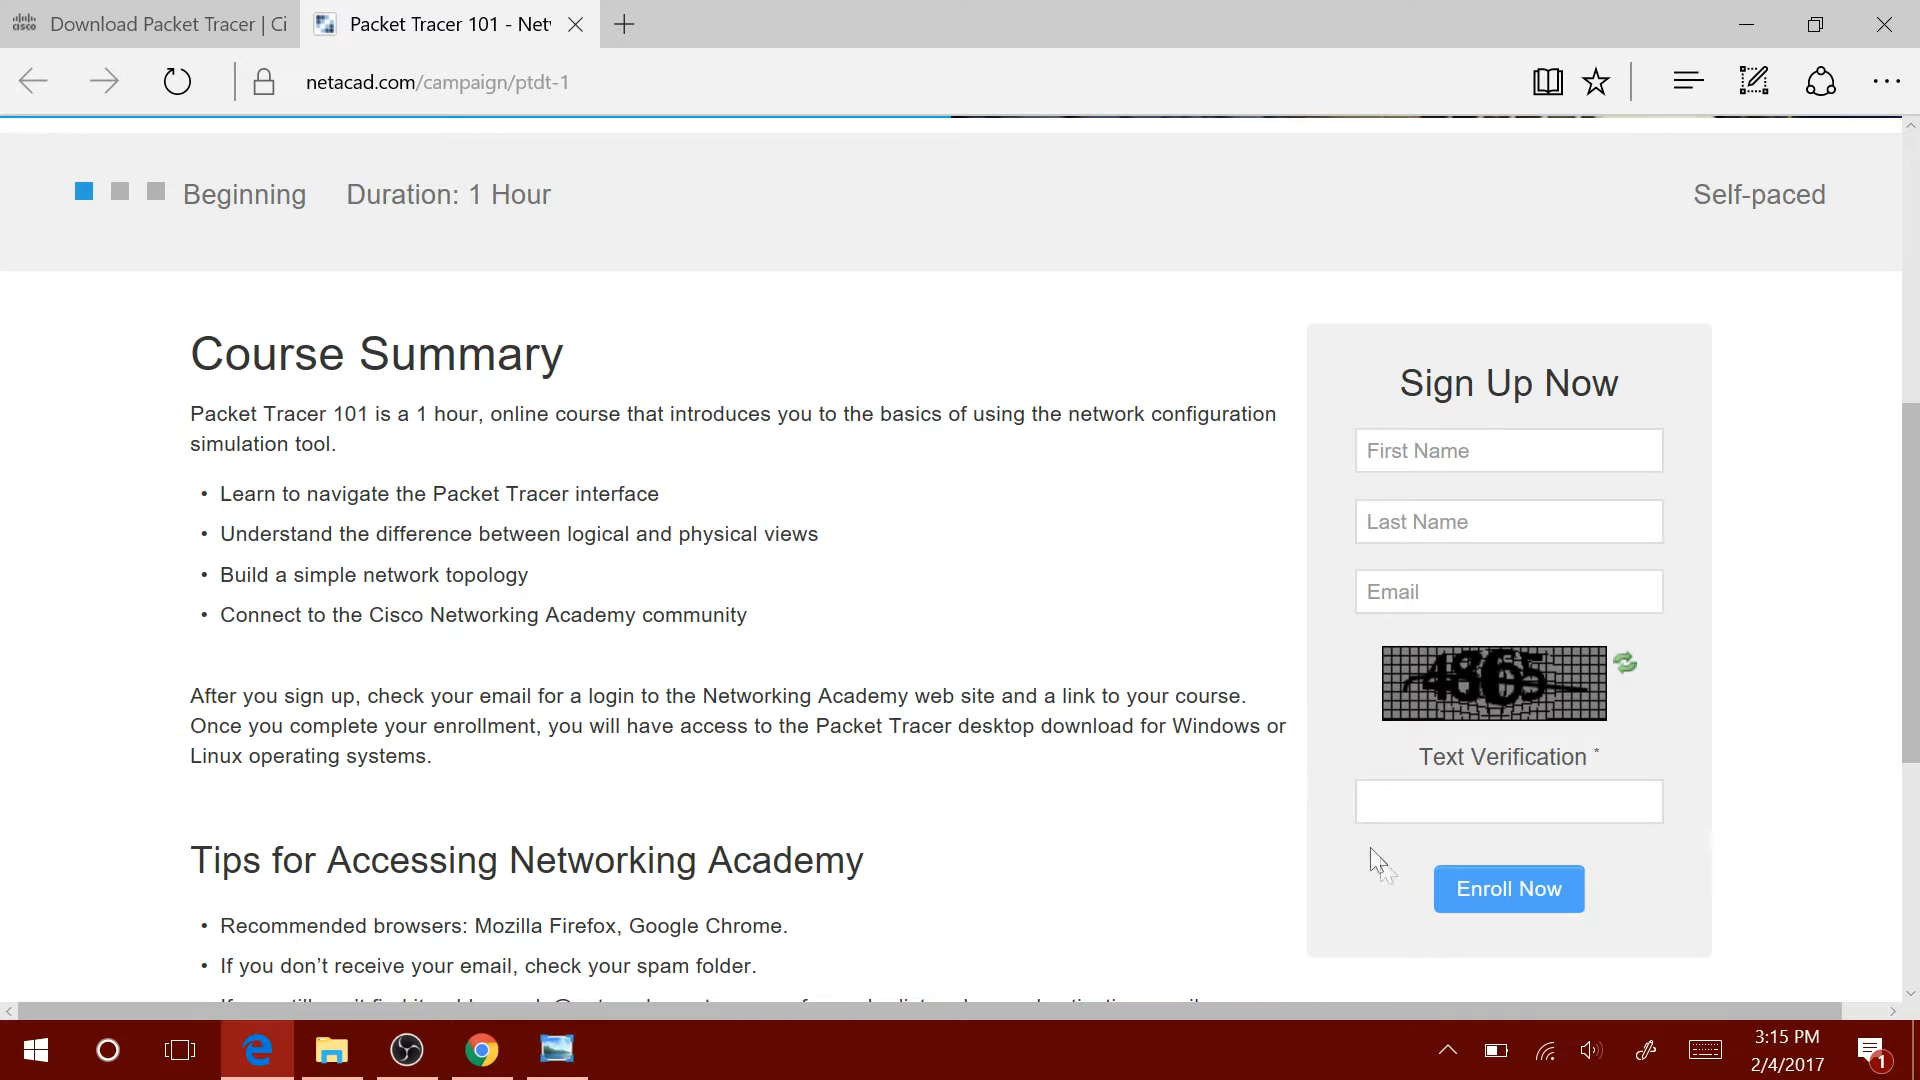 Download Packet Tracer | Ci
Packet Tracer 101 - Net
netacad.com/campaign/ptdt-1
Beginning
Duration: 1 Hour
Self-paced
Course Summary
Packet Tracer 101 is a 1 hour, online course that introduces you to the basics of using the network configuration
simulation tool.
• Learn to navigate the Packet Tracer interface
• Understand the difference between logical and physical views
• Build a simple network topology
• Connect to the Cisco Networking Academy community
After you sign up, check your email for a login to the Networking Academy web site and a link to your course.
Once you complete your enrollment, you will have access to the Packet Tracer desktop download for Windows or
Linux operating systems.
Tips for Accessing Networking Academy
• Recommended browsers: Mozilla Firefox, Google Chrome.
• If you don’t receive your email, check your spam folder.
Sign Up Now
First Name
Last Name
Email
4865
Text Verification *
Enroll Now
3:15 PM
2/4/2017
1